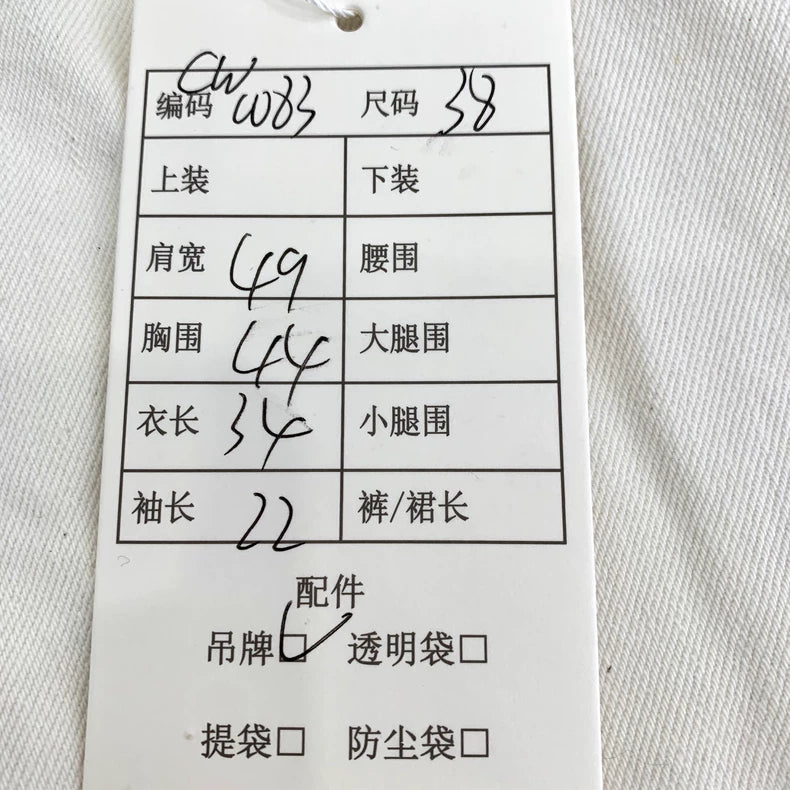 CW
编码 W083 尺码 38
上装 下装
肩宽 49 腰围
胸围 44 大腿围
衣长 34 小腿围
袖长 22 裤/裙长
配件
吊牌☑ 透明袋□
提袋□ 防尘袋□